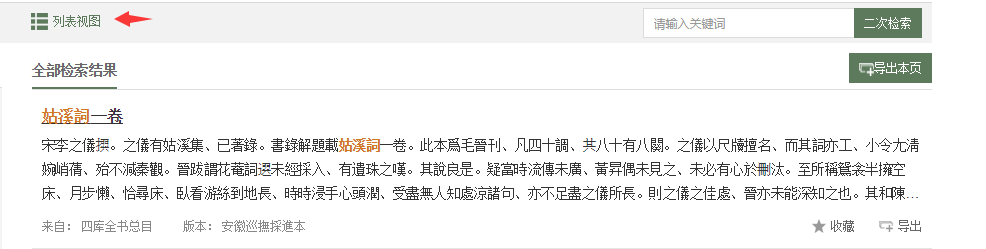 列表视图
请输入关键词
二次检索
全部检索结果
导出本页
姑溪詞一卷
宋李之儀撰。之儀有姑溪集、已著錄。書錄解題載姑溪詞一卷。此本爲毛晉刊、凡四十調、共八十有八闋。之儀以尺牘擅名、而其詞亦工、小令尤淸
婉峭蒨、殆不減秦觀。晉跋謂花菴詞選未經採入、有遺珠之嘆。其說良是。疑當時流傳未廣、黃昇偶未見之、未必有心於刪汰。至所稱鴛衾半擁空
床、月步懶、恰尋床、臥看游絲到地長、時時浸手心頭潤、受盡無人知處涼諸句、亦不足盡之儀所長。則之儀之佳處、晉亦未能深知之也。其和陳...
来自： 四库全书总目 版本： 安徽巡撫採進本 收藏 导出